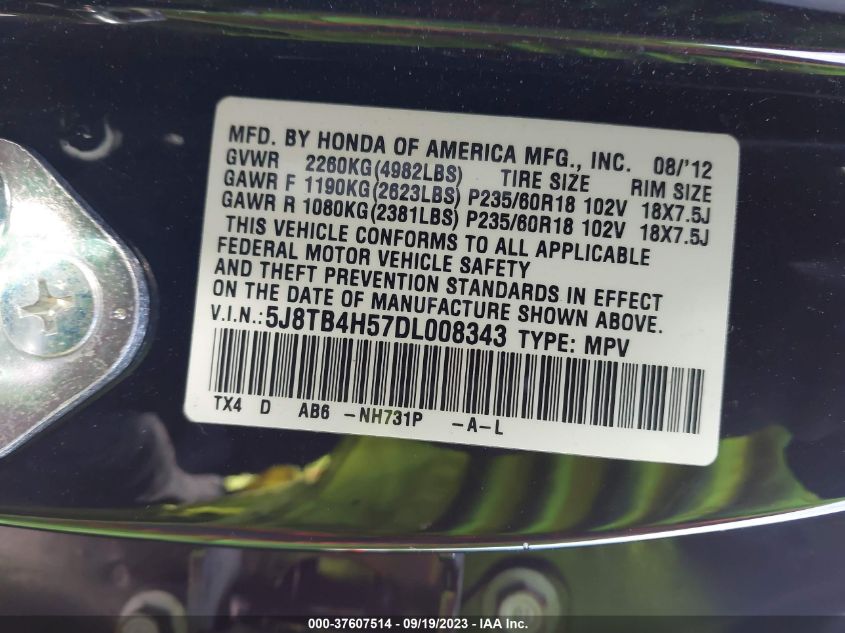 MFD. BY HONDA OF AMERICA MFG., INC. 08/'12
GVWR 2260KG(4982LBS) TIRE SIZE RIM SIZE
GAWR F 1190KG(2623LBS) P235/60R18 102V 18X7.5J
GAWR R 1080KG(2381LBS) P235/60R18 102V 18X7.5J
THIS VEHICLE CONFORMS TO ALL APPLICABLE
FEDERAL MOTOR VEHICLE SAFETY
AND THEFT PREVENTION STANDARDS IN EFFECT
ON THE DATE OF MANUFACTURE SHOWN ABOVE.
V.I.N.: 5J8TB4H57DL008343 TYPE: MPV
TX4 D AB6 -NH731P -A-L
000-37607514 - 09/19/2023 - IAA Inc.